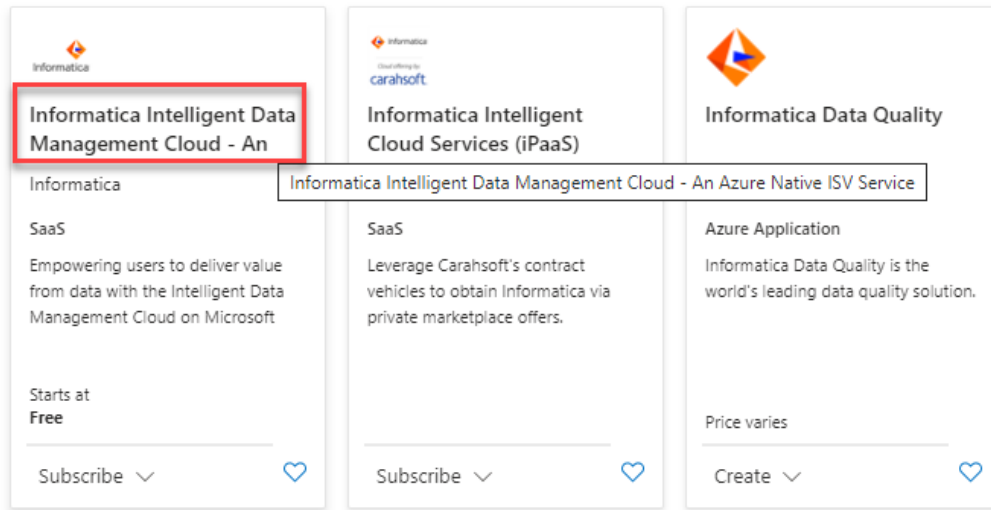 Informatica
Informatica Intelligent Data
Management Cloud - An
Informatica
SaaS
Empowering users to deliver value
from data with the Intelligent Data
Management Cloud on Microsoft
Starts at
Free
Subscribe
Informatica
Cloud offering by
carahsoft.
Informatica Intelligent
Cloud Services (iPaaS)
Informatica Intelligent Data Management Cloud - An Azure Native ISV Service
SaaS
Leverage Carahsoft's contract
vehicles to obtain Informatica via
private marketplace offers.
Subscribe
Informatica Data Quality
Azure Application
Informatica Data Quality is the
world's leading data quality solution.
Price varies
Create